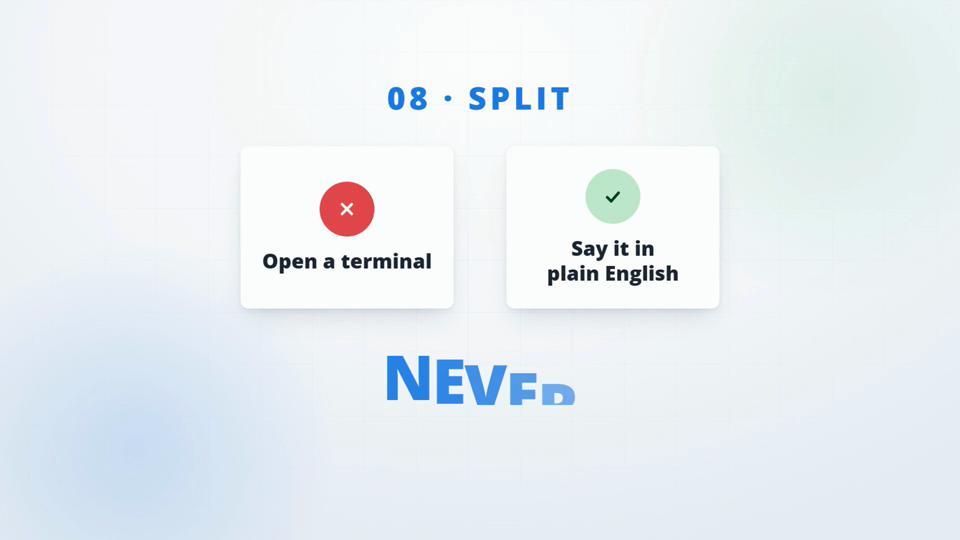 08 · SPLIT
Open a terminal
Say it in
plain English
NEVER